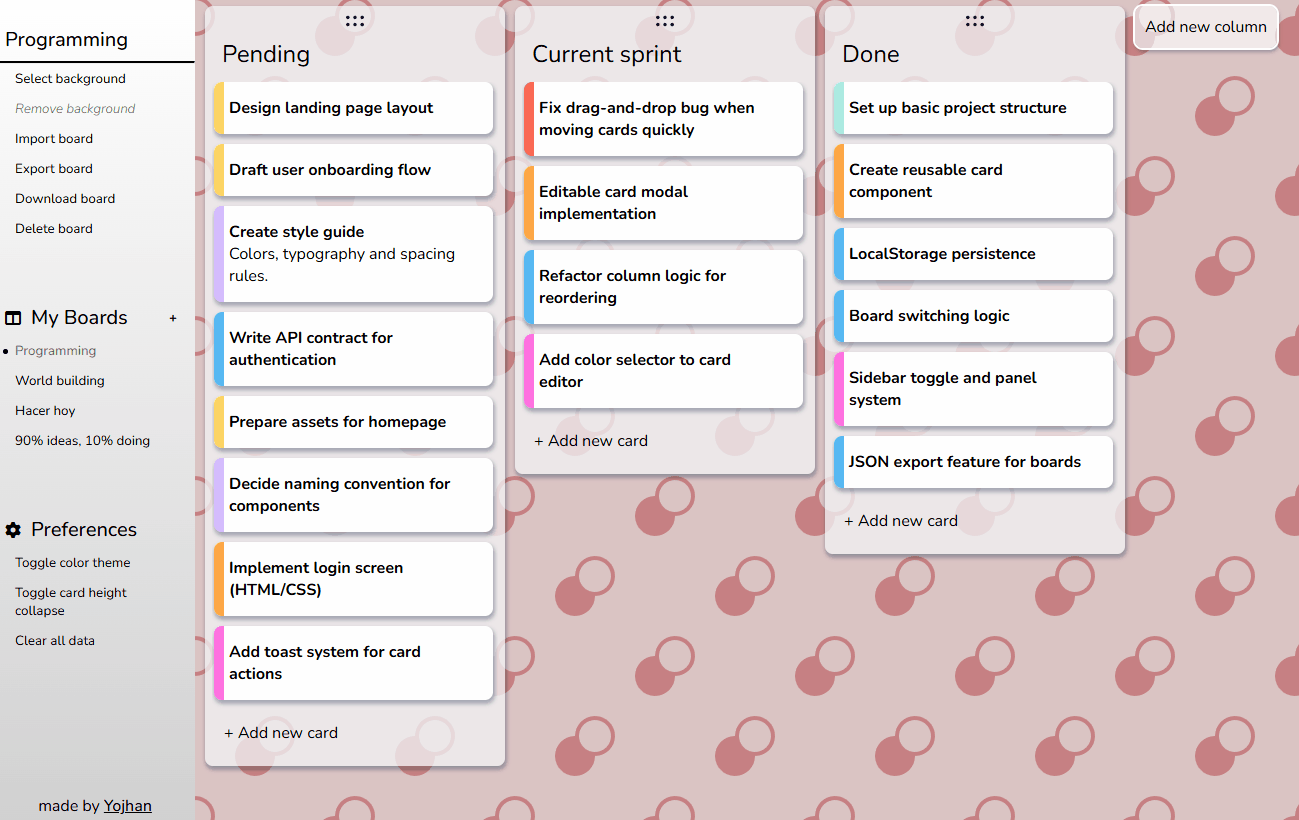 Programming
Select background
Remove background
Import board
Export board
Download board
Delete board
My Boards +
Programming
World building
Hacer hoy
90% ideas, 10% doing
Preferences
Toggle color theme
Toggle card height
collapse
Clear all data
made by Yojhan
Pending
Design landing page layout
Draft user onboarding flow
Create style guide
Colors, typography and spacing
rules.
Write API contract for
authentication
Prepare assets for homepage
Decide naming convention for
components
Implement login screen
(HTML/CSS)
Add toast system for card
actions
+ Add new card
Current sprint
Fix drag-and-drop bug when
moving cards quickly
Editable card modal
implementation
Refactor column logic for
reordering
Add color selector to card
editor
+ Add new card
Done
Set up basic project structure
Create reusable card
component
LocalStorage persistence
Board switching logic
Sidebar toggle and panel
system
JSON export feature for boards
+ Add new card
Add new column